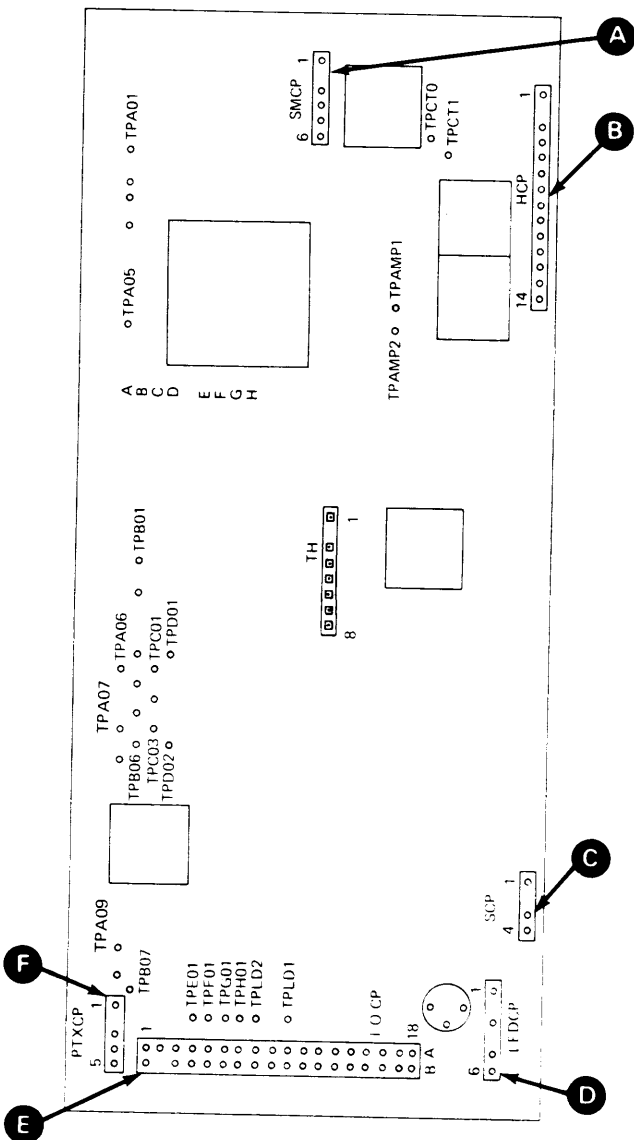 A
1
SMCP
6
TPCT0
TPCT1
B
1
HCP
14
TPA01
TPA05
A
B
C
D
E
F
G
H
TPAMP1
TPAMP2
TPB01
TPA06
TPC01
TPD01
TPA07
TPB06
TPC03
TPD02
1
TH
8
C
1
SCP
4
TPA09
TPB07
F
1
PTXCP
5
TPE01
TPF01
TPG01
TPH01
TPLD2
TPLD1
1
18
A
B
1
LEDCP
6
D
E